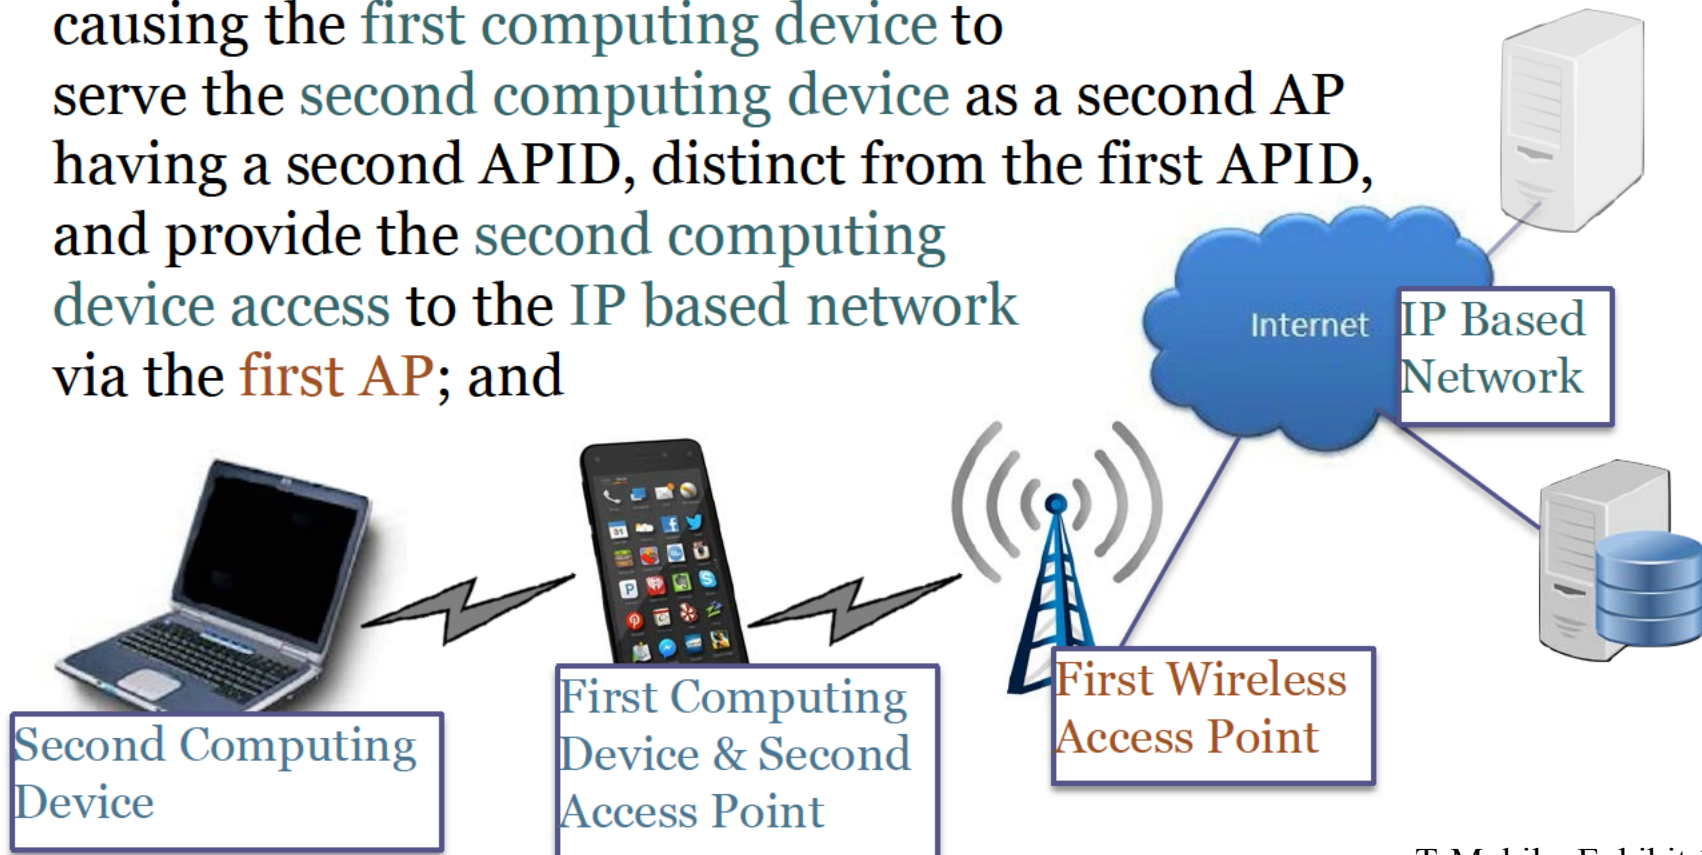 causing the first computing device to
serve the second computing device as a second AP
having a second APID, distinct from the first APID,
and provide the second computing
device access to the IP based network
via the first AP; and
Internet
IP Based
Network
First Wireless
Access Point
First Computing
Device & Second
Access Point
Second Computing
Device